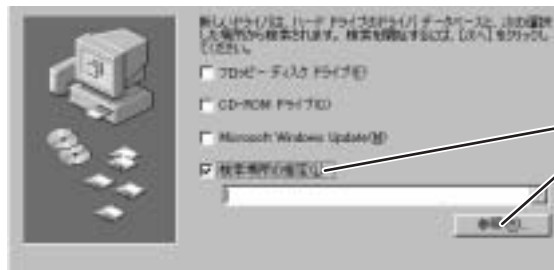 新しいドライバは、ハード ドライブのドライバ データベースと、次の選択
した場所から検索されます。検索を開始するには、[次へ] をクリックし
てください。
フロッピー ディスク ドライブ(F)
CD-ROM ドライブ(C)
Microsoft Windows Update(M)
検索場所の指定(L):
参照(R)...